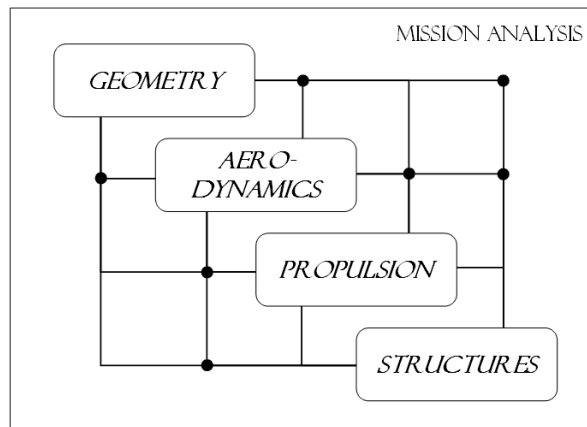 MISSION ANALYSIS
GEOMETRY
AERO-
DYNAMICS
PROPULSION
STRUCTURES